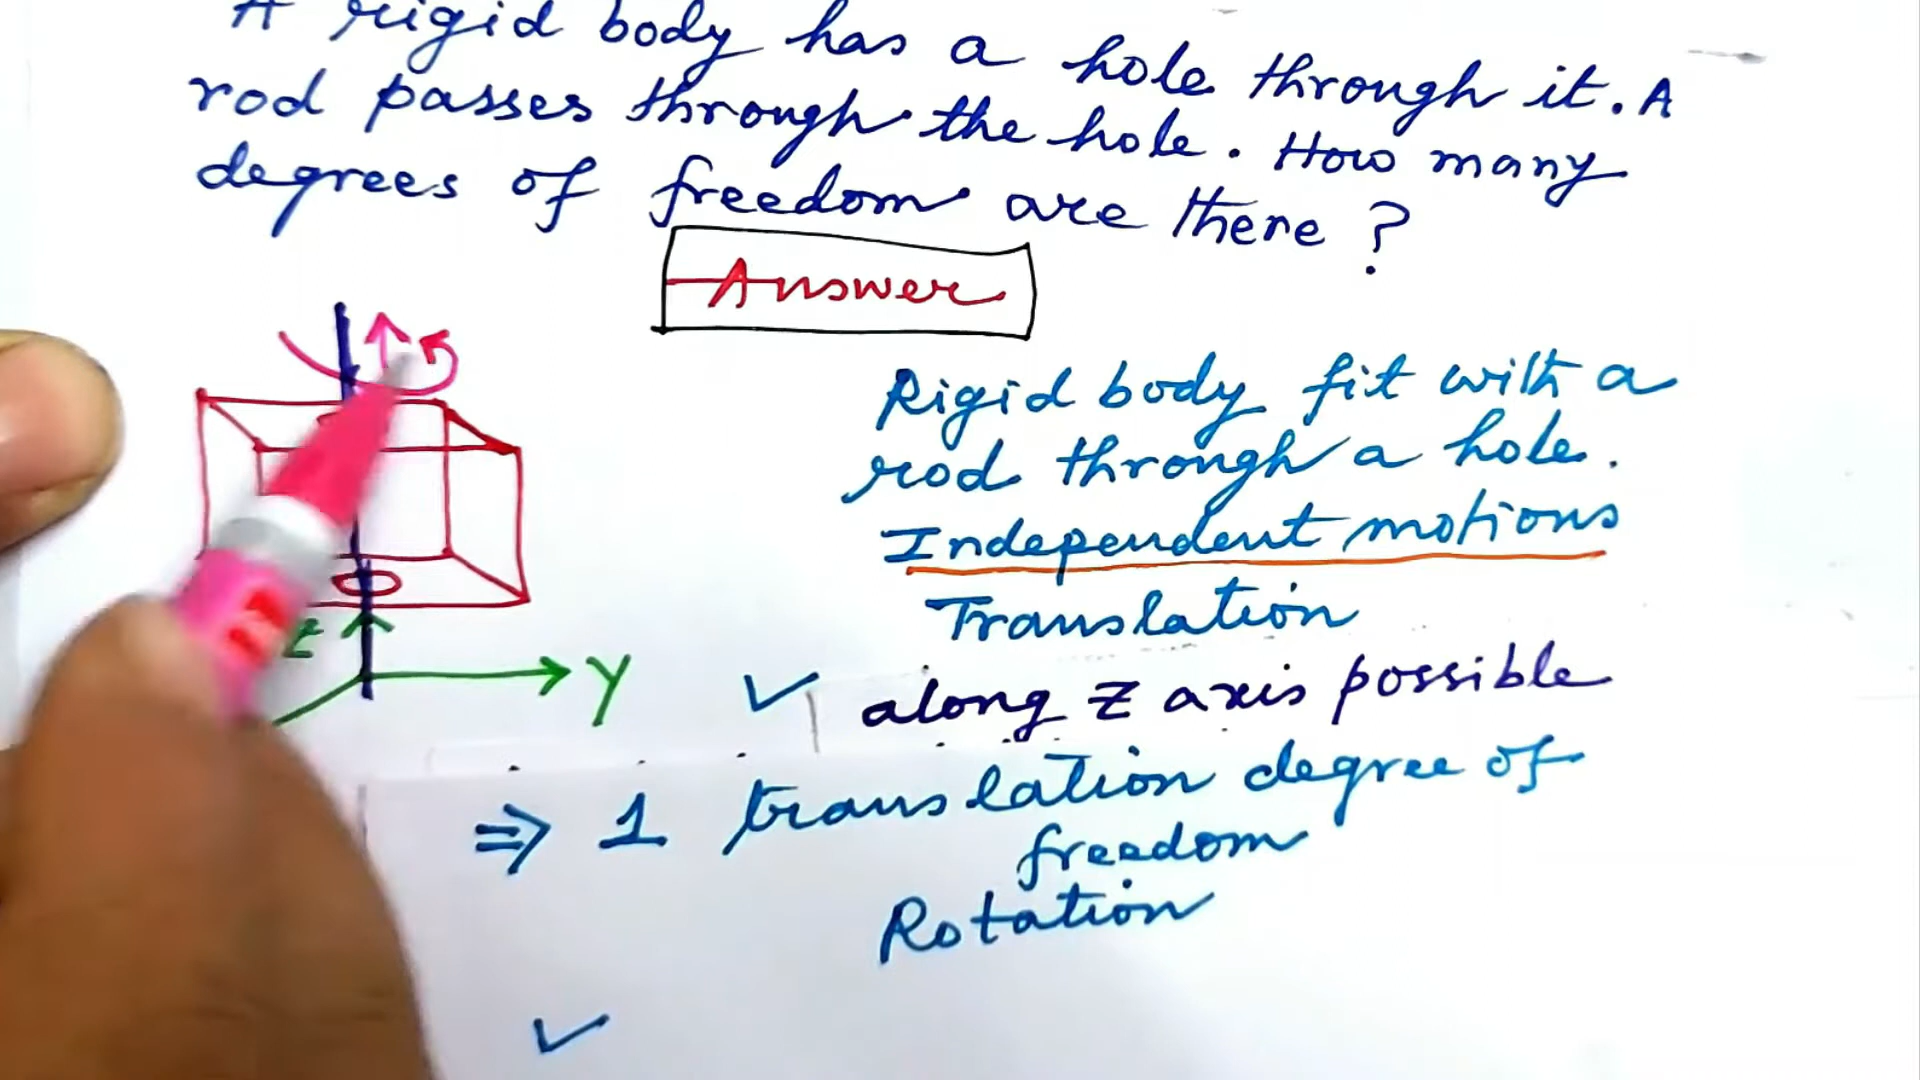 A rigid body has a hole through it. A
rod passes through the hole. How many
degrees of freedom are there ?
Answer
Rigid body fit with a
rod through a hole.
Independent motions
Translation
✓ along Z axis possible
⇒ 1 translation degree of
freedom
Rotation
✓
Z
Y